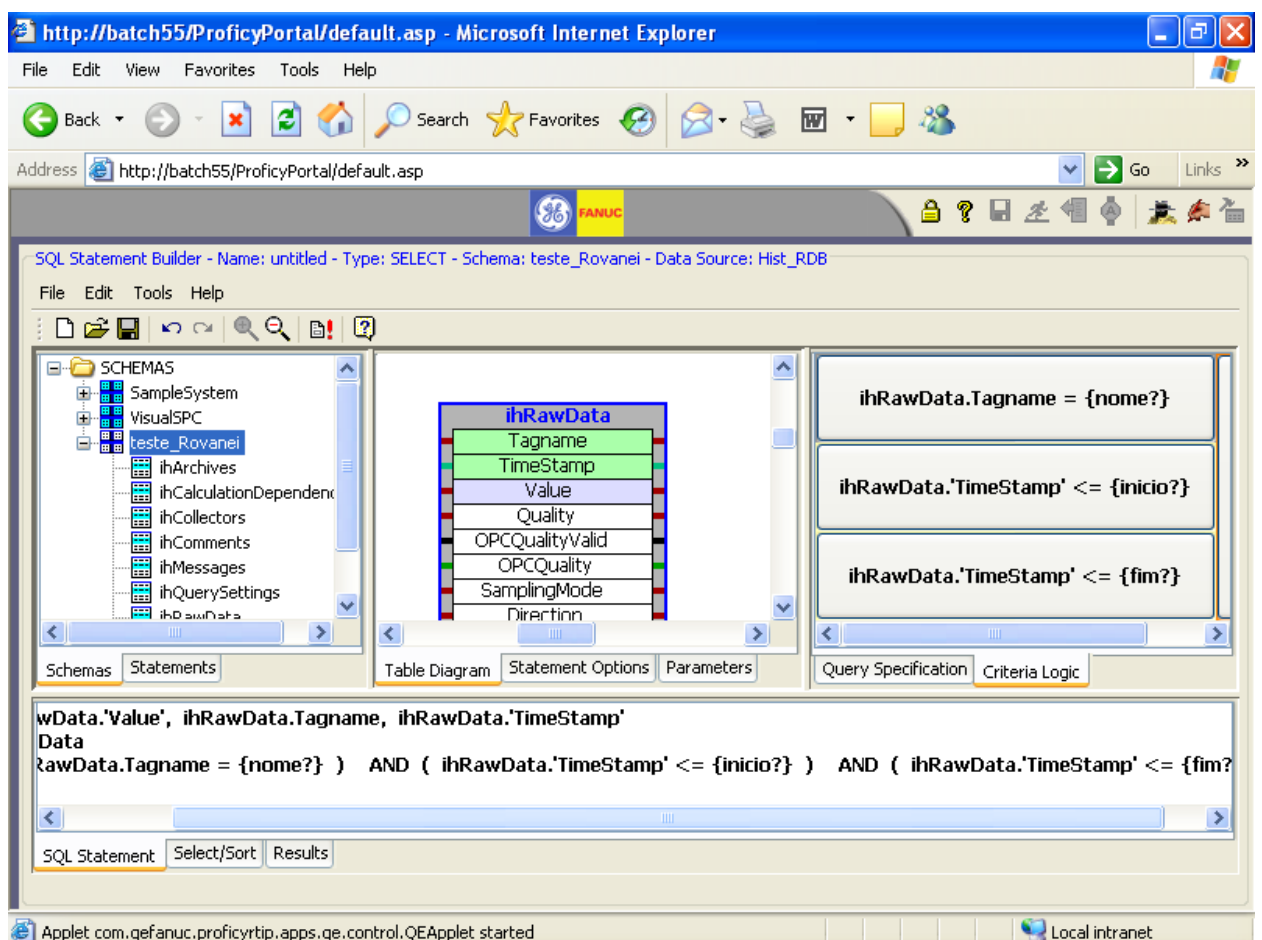 http://batch55/ProficyPortal/default.asp - Microsoft Internet Explorer
File Edit View Favorites Tools Help
Back Search Favorites
Address http://batch55/ProficyPortal/default.asp Go Links »
GE FANUC
SQL Statement Builder - Name: untitled - Type: SELECT - Schema: teste_Rovanei - Data Source: Hist_RDB
File Edit Tools Help
SCHEMAS
SampleSystem
VisualSPC
teste_Rovanei
ihArchives
ihCalculationDependenc
ihCollectors
ihComments
ihMessages
ihQuerySettings
ihRawData
Schemas Statements
ihRawData
Tagname
TimeStamp
Value
Quality
OPCQualityValid
OPCQuality
SamplingMode
Direction
Table Diagram Statement Options Parameters
ihRawData.Tagname = {nome?}
ihRawData.'TimeStamp' <= {inicio?}
ihRawData.'TimeStamp' <= {fim?}
Query Specification Criteria Logic
wData.'Value', ihRawData.Tagname, ihRawData.'TimeStamp'
Data
RawData.Tagname = {nome?} ) AND ( ihRawData.'TimeStamp' <= {inicio?} ) AND ( ihRawData.'TimeStamp' <= {fim?
SQL Statement Select/Sort Results
Applet com.gefanuc.proficyrtip.apps.qe.control.QEApplet started Local intranet